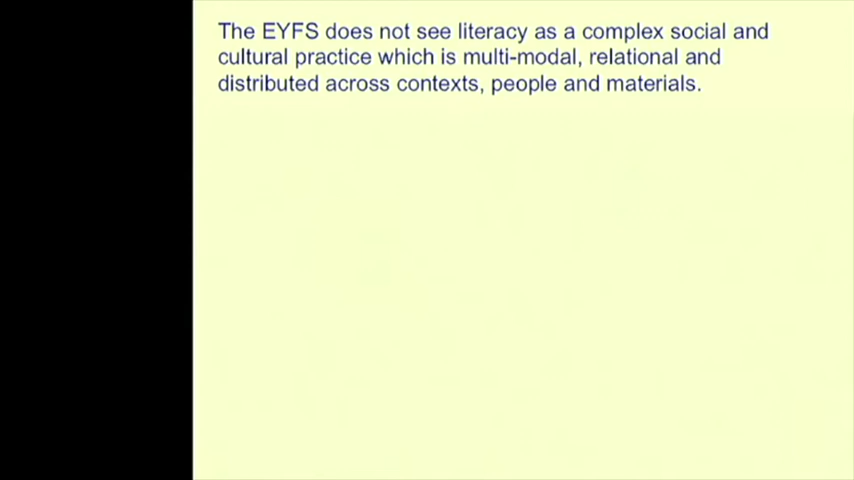 The EYFS does not see literacy as a complex social and
cultural practice which is multi-modal, relational and
distributed across contexts, people and materials.